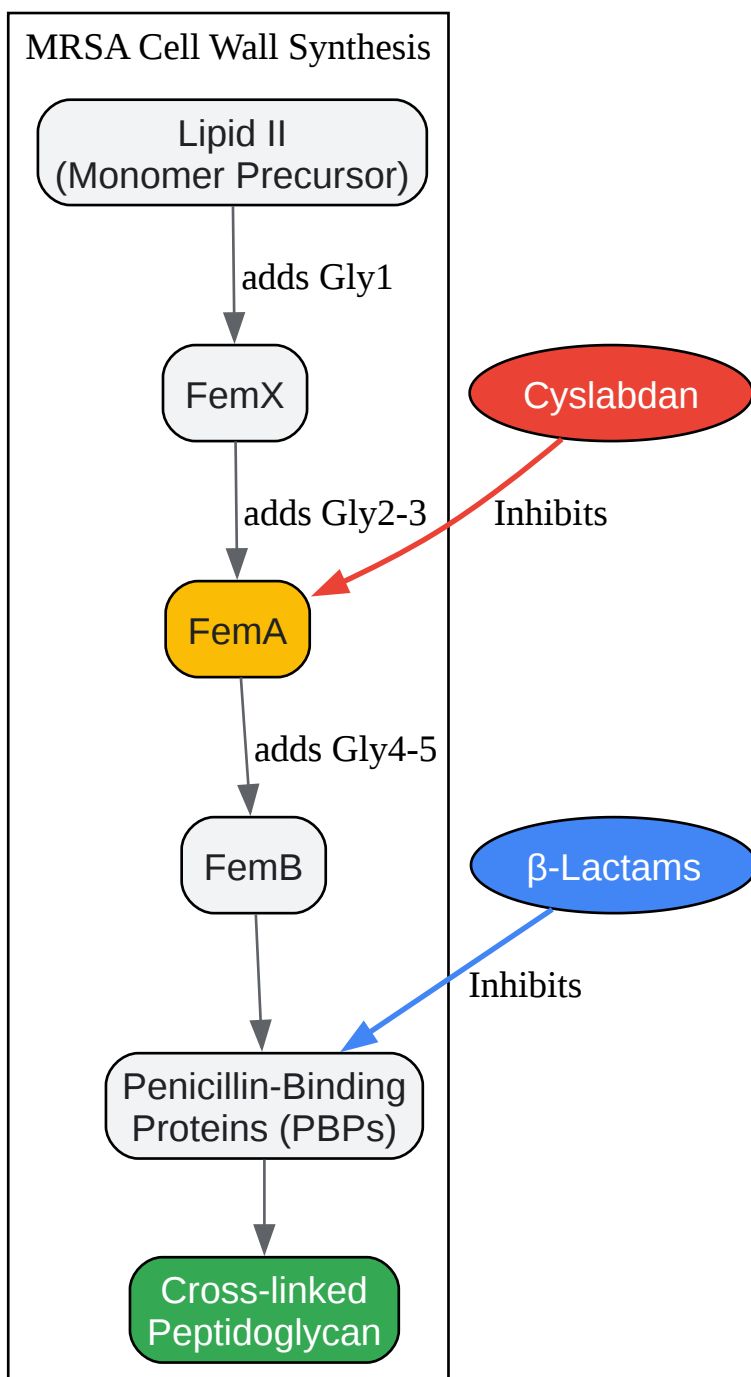 MRSA Cell Wall Synthesis
Lipid II
(Monomer Precursor)
adds Gly1
FemX
Cyslabdan
adds Gly2-3
Inhibits
FemA
adds Gly4-5
FemB
β-Lactams
Inhibits
Penicillin-Binding
Proteins (PBPs)
Cross-linked
Peptidoglycan